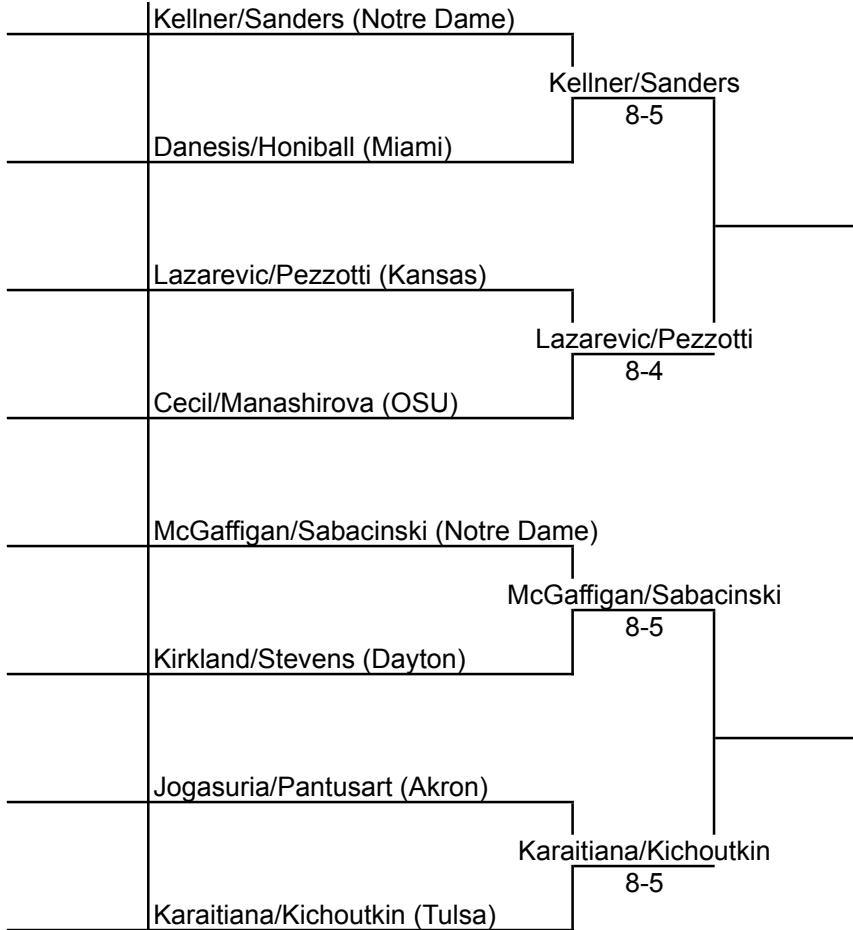 Kellner/Sanders (Notre Dame)
Kellner/Sanders
8-5
Danesis/Honiball (Miami)
Lazarevic/Pezzotti (Kansas)
Lazarevic/Pezzotti
8-4
Cecil/Manashirova (OSU)
McGaffigan/Sabacinski (Notre Dame)
McGaffigan/Sabacinski
8-5
Kirkland/Stevens (Dayton)
Jogasuria/Pantusart (Akron)
Karaitiana/Kichoutkin
8-5
Karaitiana/Kichoutkin (Tulsa)